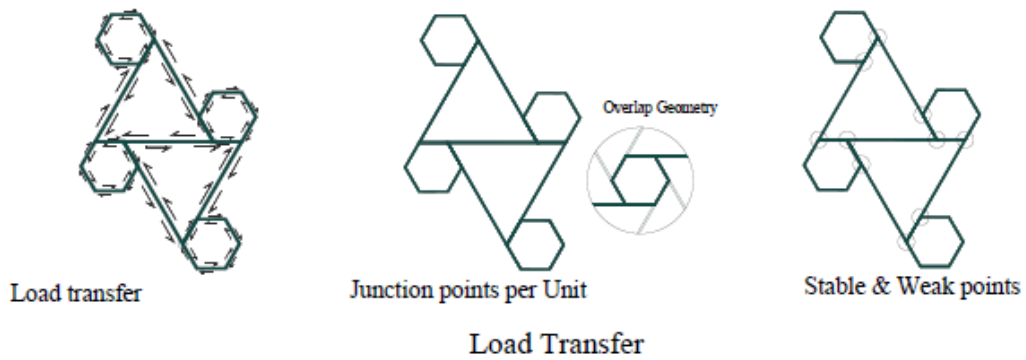 Overlap Geometry
Load transfer
Junction points per Unit
Stable & Weak points
Load Transfer